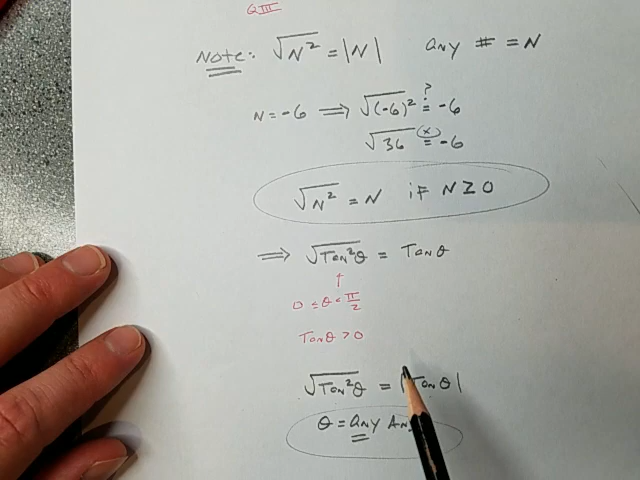 QIII
Note: √N² = |N| any # = N
N = -6 ⟹ √(-6)² ≟ -6
√36 = (x) -6
√N² = N if N ≥ 0
⟹ √Tan²θ = Tanθ
↑
0 ≤ θ < π/2
Tanθ > 0
√Tan²θ = |Tanθ|
θ = any